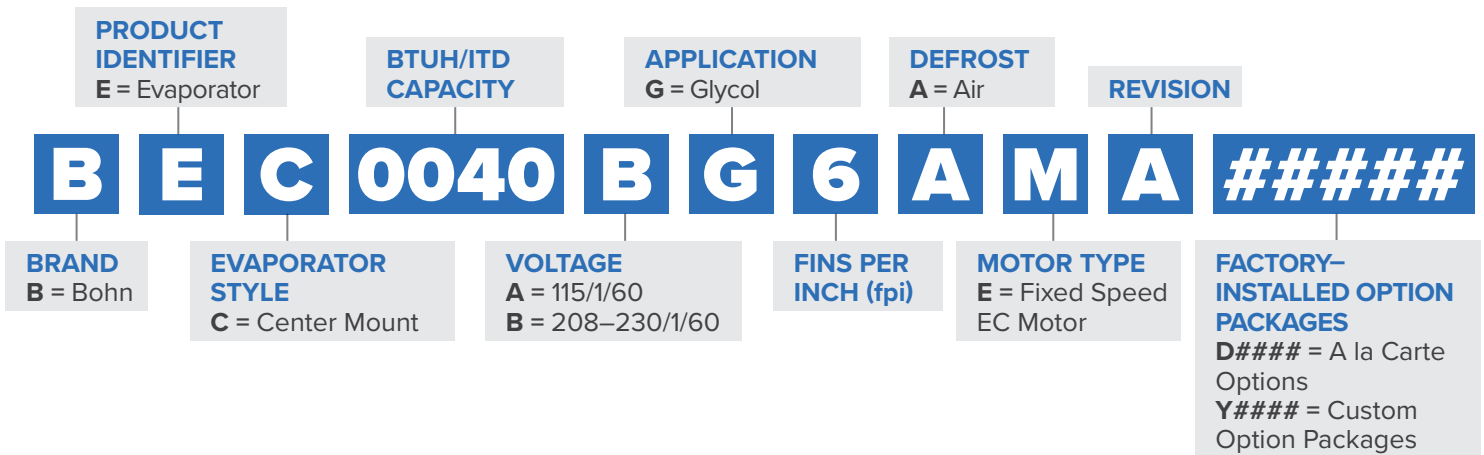 PRODUCT
IDENTIFIER
E = Evaporator
BTUH/ITD
CAPACITY
APPLICATION
G = Glycol
DEFROST
A = Air
REVISION
B E C 0040 B G 6 A M A #####
BRAND
B = Bohn
EVAPORATOR
STYLE
C = Center Mount
VOLTAGE
A = 115/1/60
B = 208–230/1/60
FINS PER
INCH (fpi)
MOTOR TYPE
E = Fixed Speed
EC Motor
FACTORY–
INSTALLED OPTION
PACKAGES
D#### = A la Carte
Options
Y#### = Custom
Option Packages